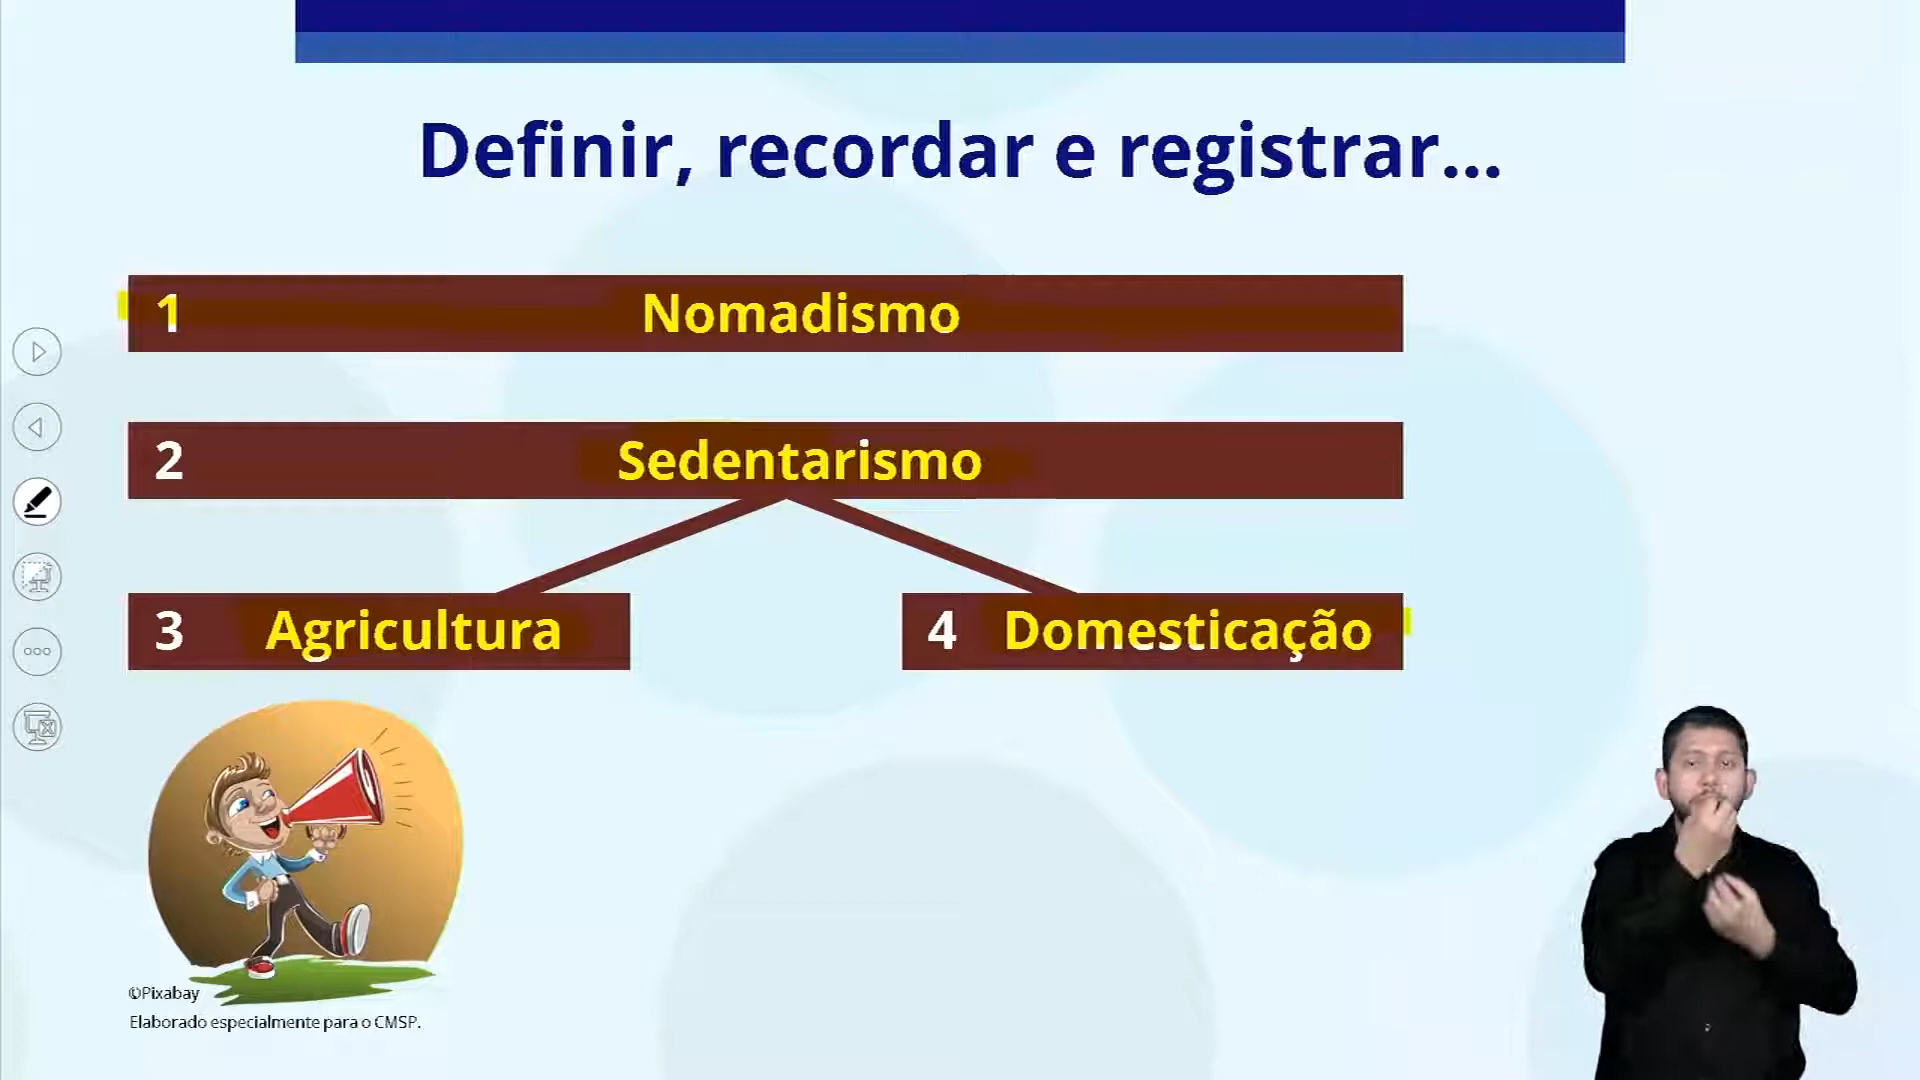 Definir, recordar e registrar...
1 Nomadismo
2 Sedentarismo
3 Agricultura
4 Domesticação
©Pixabay
Elaborado especialmente para o CMSP.